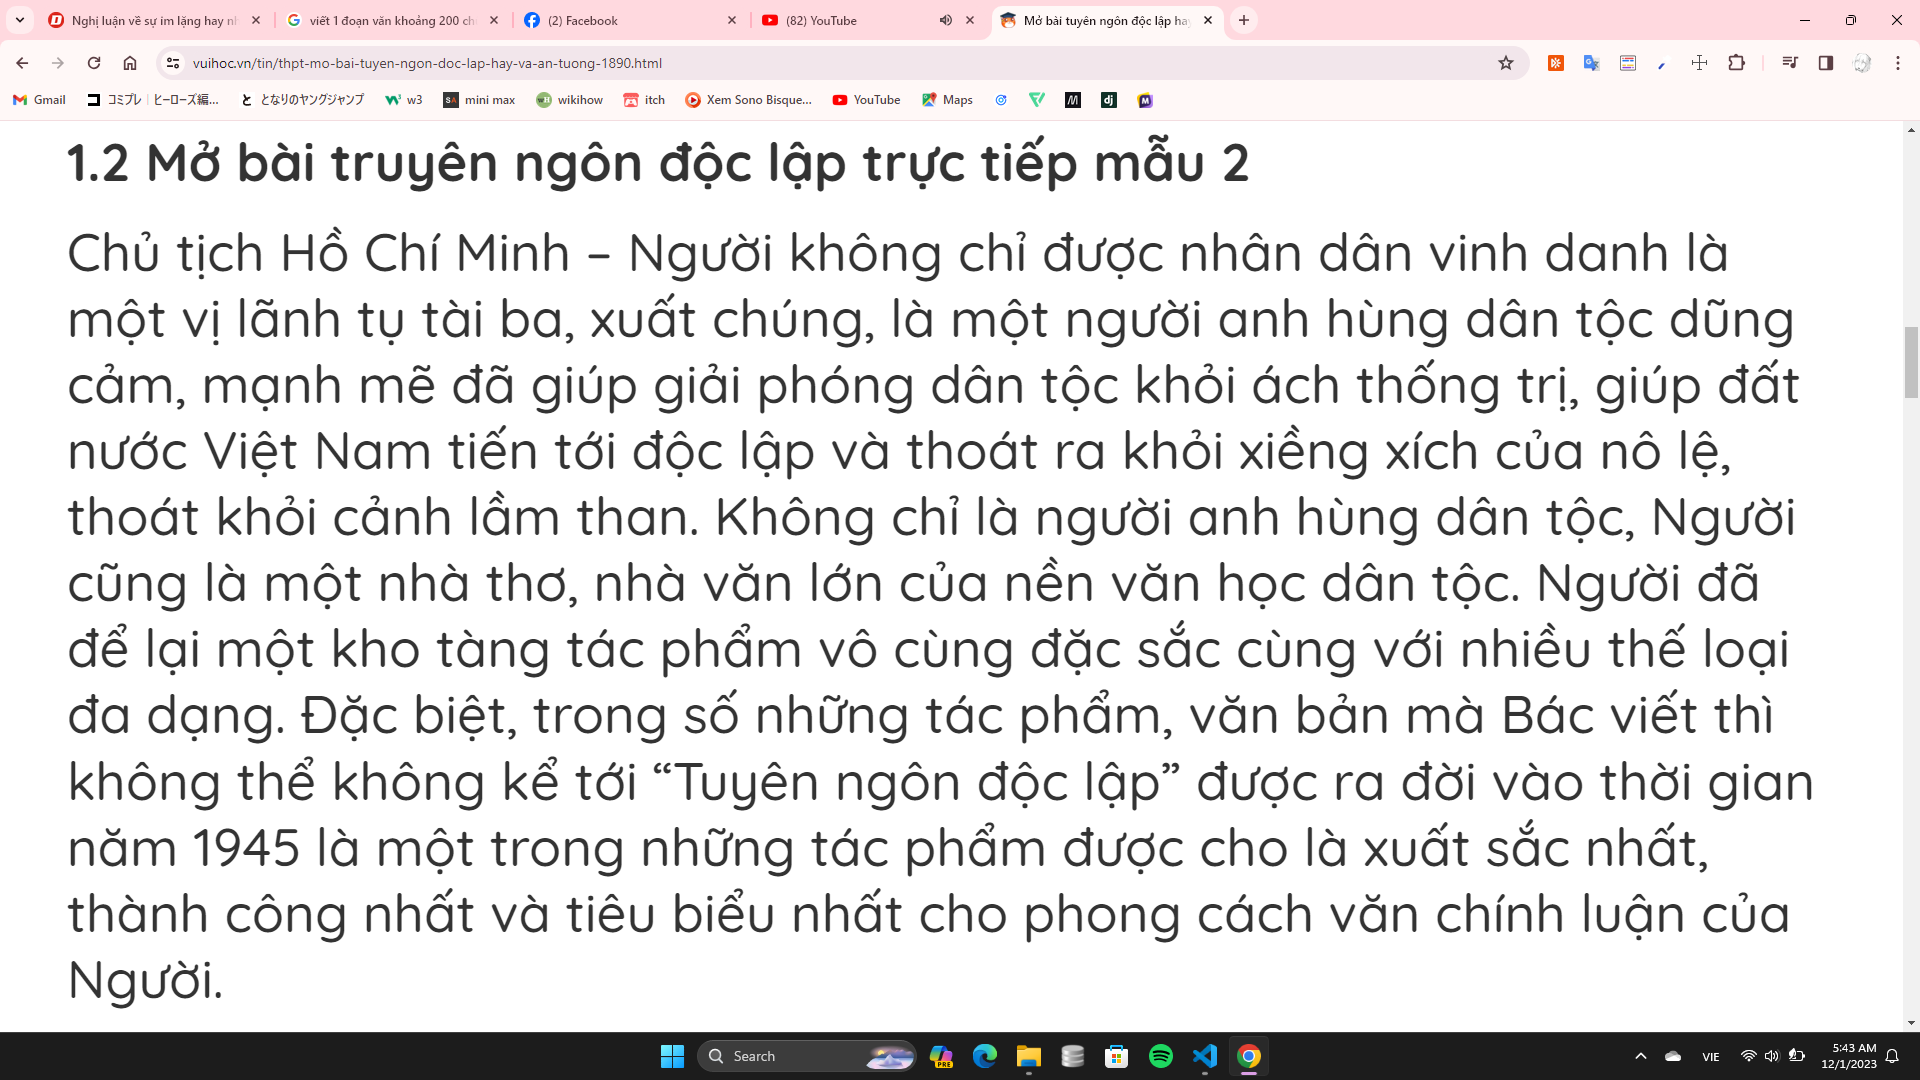 Nghị luận về sự im lặng hay nh
viết 1 đoạn văn khoảng 200 ch
(2) Facebook
(82) YouTube
Mở bài tuyên ngôn độc lập hay
vuihoc.vn/tin/thpt-mo-bai-tuyen-ngon-doc-lap-hay-va-an-tuong-1890.html
Gmail
コミプレ｜ヒーローズ編...
となりのヤングジャンプ
w3
mini max
wikihow
itch
Xem Sono Bisque...
YouTube
Maps
1.2 Mở bài truyên ngôn độc lập trực tiếp mẫu 2
Chủ tịch Hồ Chí Minh – Người không chỉ được nhân dân vinh danh là
một vị lãnh tụ tài ba, xuất chúng, là một người anh hùng dân tộc dũng
cảm, mạnh mẽ đã giúp giải phóng dân tộc khỏi ách thống trị, giúp đất
nước Việt Nam tiến tới độc lập và thoát ra khỏi xiềng xích của nô lệ,
thoát khỏi cảnh lầm than. Không chỉ là người anh hùng dân tộc, Người
cũng là một nhà thơ, nhà văn lớn của nền văn học dân tộc. Người đã
để lại một kho tàng tác phẩm vô cùng đặc sắc cùng với nhiều thế loại
đa dạng. Đặc biệt, trong số những tác phẩm, văn bản mà Bác viết thì
không thể không kể tới “Tuyên ngôn độc lập” được ra đời vào thời gian
năm 1945 là một trong những tác phẩm được cho là xuất sắc nhất,
thành công nhất và tiêu biểu nhất cho phong cách văn chính luận của
Người.
Search
PRE
VIE
5:43 AM
12/1/2023